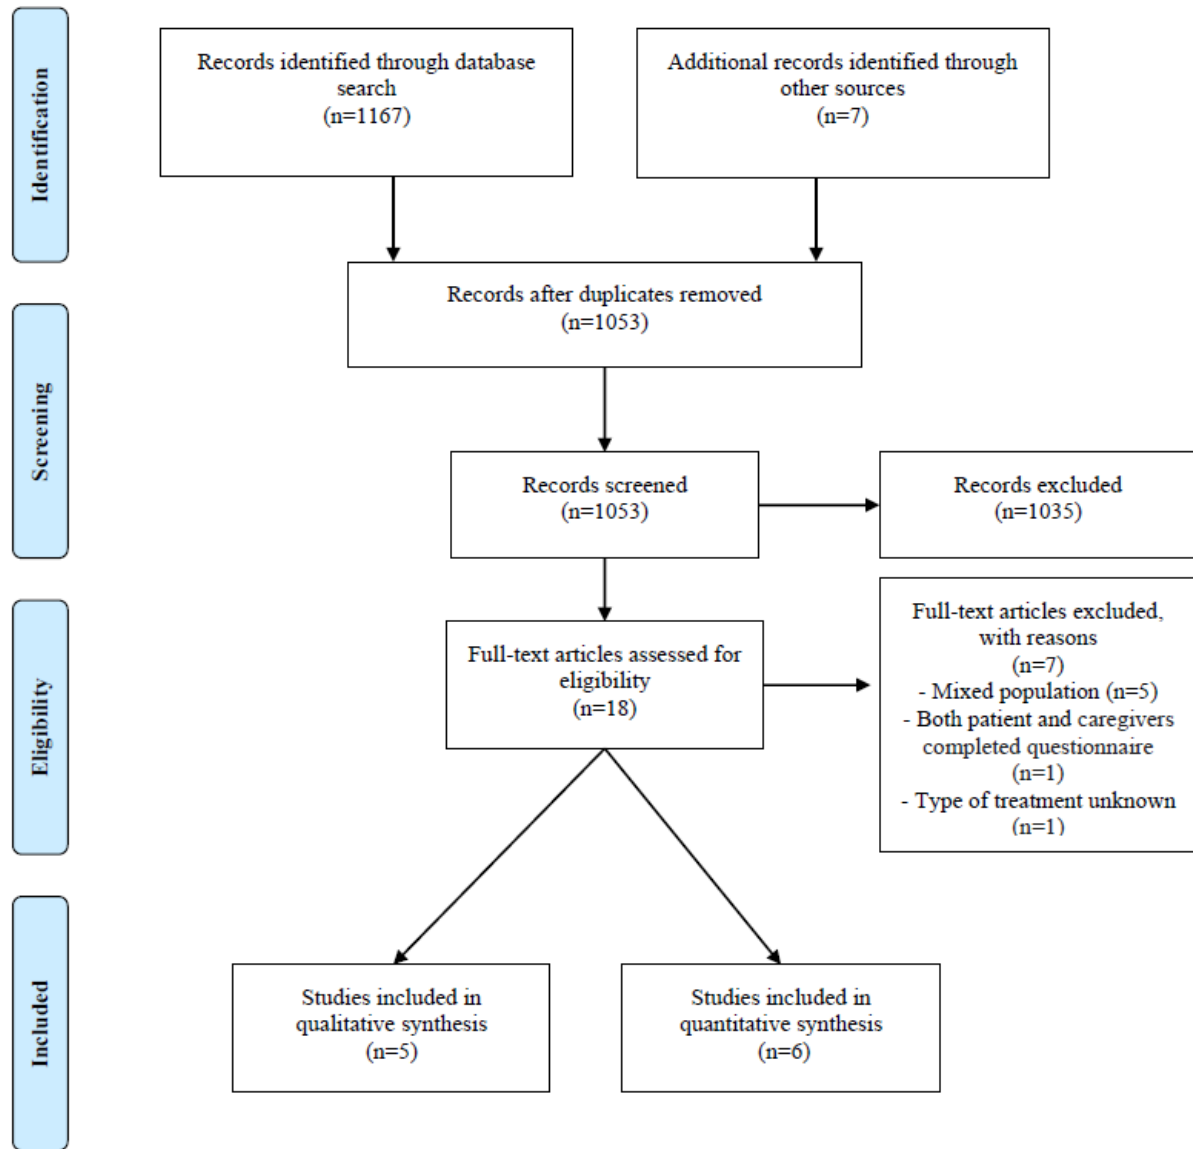 Identification
Records identified through database
search
(n=1167)
Additional records identified through
other sources
(n=7)
Records after duplicates removed
(n=1053)
Screening
Records screened
(n=1053)
Records excluded
(n=1035)
Eligibility
Full-text articles assessed for
eligibility
(n=18)
Full-text articles excluded,
with reasons
(n=7)
- Mixed population (n=5)
- Both patient and caregivers
completed questionnaire
(n=1)
- Type of treatment unknown
(n=1)
Included
Studies included in
qualitative synthesis
(n=5)
Studies included in
quantitative synthesis
(n=6)